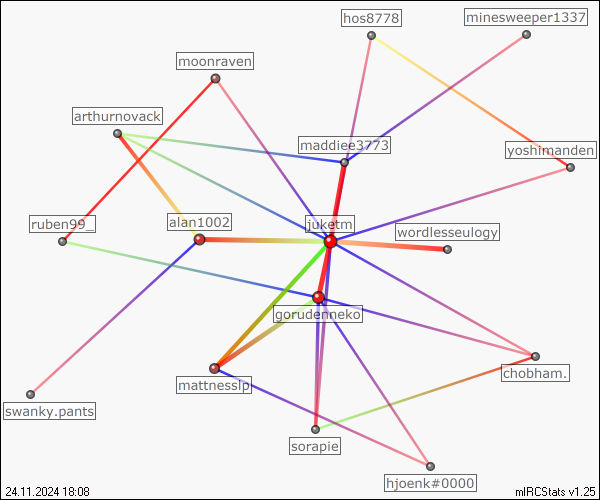 hos8778
minesweeper1337
moonraven
arthurnovack
maddiee3773
yoshimanden
ruben99_
alan1002
juketm
wordlesseulogy
gorudenneko
mattnesslp
chobham.
swanky.pants
sorapie
hjoenk#0000
24.11.2024 18:08
mIRCStats v1.25